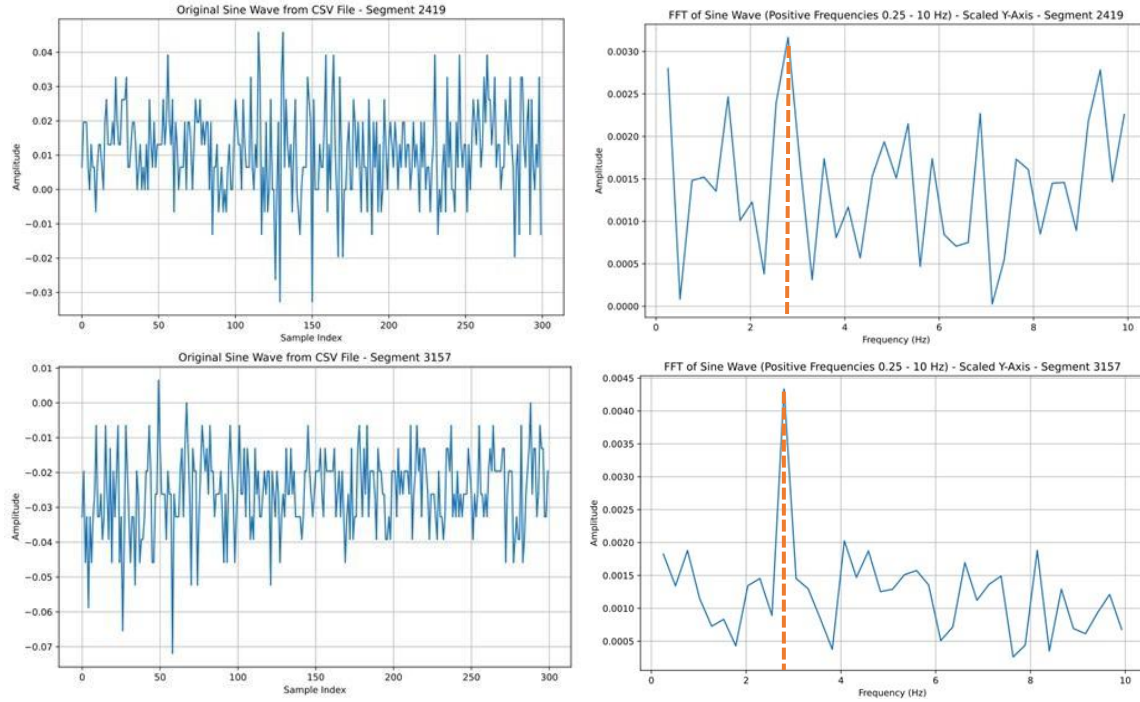 Original Sine Wave from CSV File - Segment 2419
0.04
0.03
0.02
0.01
0.00
−0.01
−0.02
−0.03
Amplitude
0 50 100 150 200 250 300
Sample Index
FFT of Sine Wave (Positive Frequencies 0.25 - 10 Hz) - Scaled Y-Axis - Segment 2419
0.0030
0.0025
0.0020
0.0015
0.0010
0.0005
0.0000
Amplitude
0 2 4 6 8 10
Frequency (Hz)
Original Sine Wave from CSV File - Segment 3157
0.01
0.00
−0.01
−0.02
−0.03
−0.04
−0.05
−0.06
−0.07
Amplitude
0 50 100 150 200 250 300
Sample Index
FFT of Sine Wave (Positive Frequencies 0.25 - 10 Hz) - Scaled Y-Axis - Segment 3157
0.0045
0.0040
0.0035
0.0030
0.0025
0.0020
0.0015
0.0010
0.0005
Amplitude
0 2 4 6 8 10
Frequency (Hz)